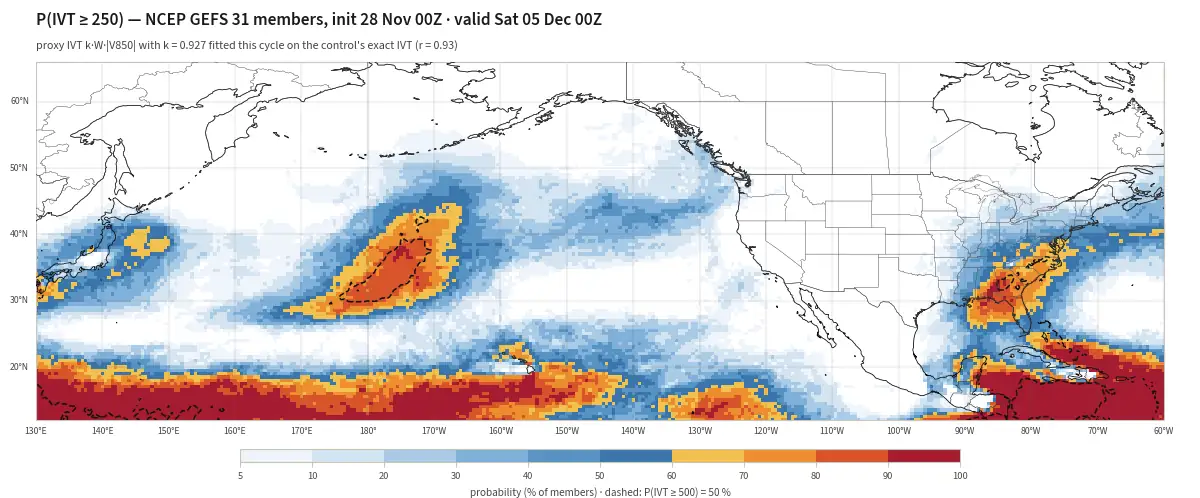 P(IVT ≥ 250) — NCEP GEFS 31 members, init 28 Nov 00Z · valid Sat 05 Dec 00Z
proxy IVT k·W·|V850| with k = 0.927 fitted this cycle on the control's exact IVT (r = 0.93)
60°N
50°N
40°N
30°N
20°N
130°E 140°E 150°E 160°E 170°E 180° 170°W 160°W 150°W 140°W 130°W 120°W 110°W 100°W 90°W 80°W 70°W 60°W
5 10 20 30 40 50 60 70 80 90 100
probability (% of members) · dashed: P(IVT ≥ 500) = 50 %